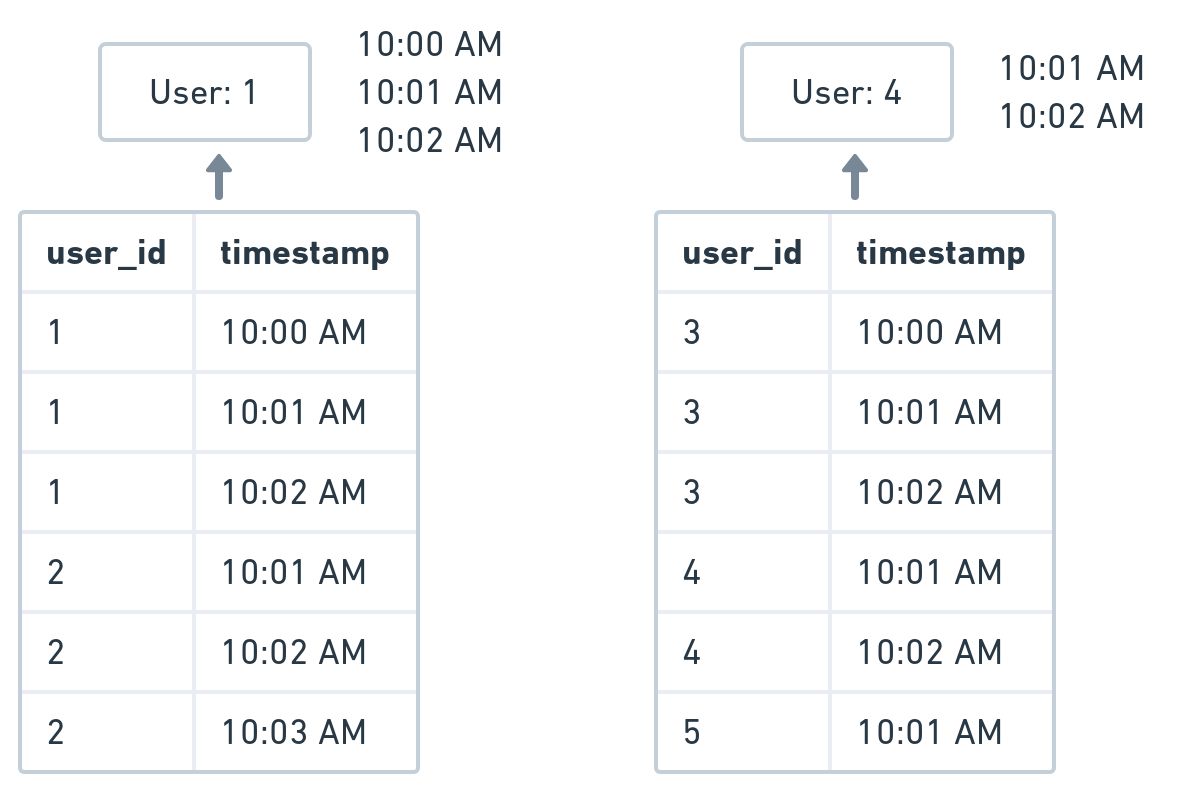 User: 1
10:00 AM
10:01 AM
10:02 AM
user_id timestamp
1 10:00 AM
1 10:01 AM
1 10:02 AM
2 10:01 AM
2 10:02 AM
2 10:03 AM
User: 4
10:01 AM
10:02 AM
user_id timestamp
3 10:00 AM
3 10:01 AM
3 10:02 AM
4 10:01 AM
4 10:02 AM
5 10:01 AM